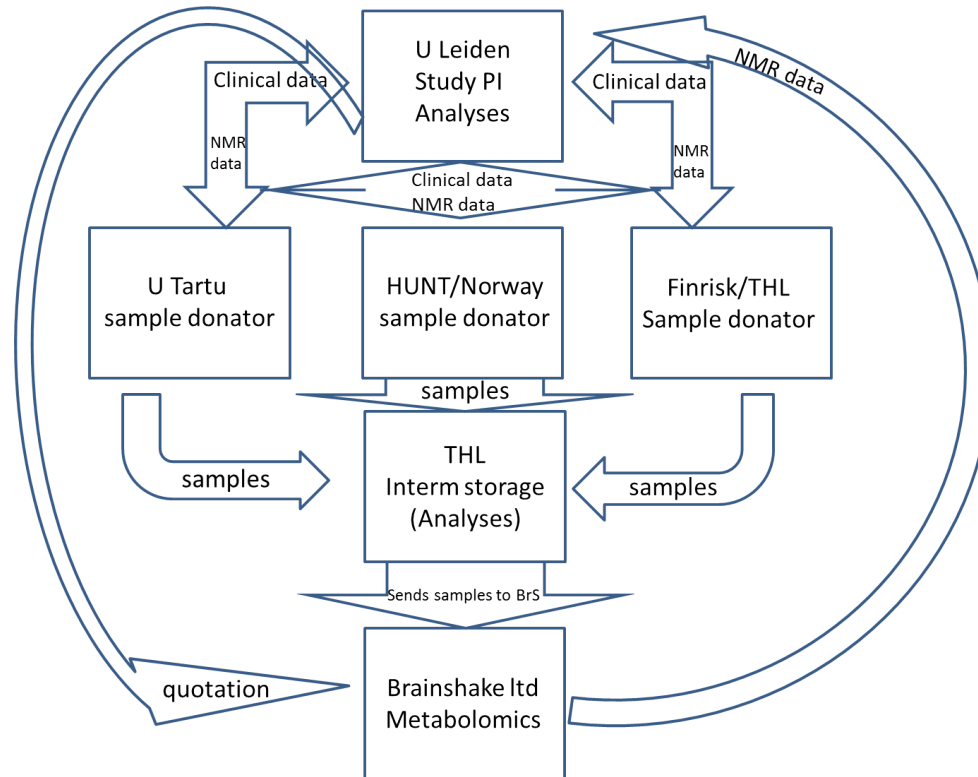 U Leiden
Study PI
Analyses
NMR data
Clinical data
Clinical data
NMR
data
NMR
data
Clinical data
NMR data
U Tartu
sample donator
HUNT/Norway
sample donator
Finrisk/THL
Sample donator
samples
samples
THL
Interm storage
(Analyses)
samples
Sends samples to BrS
quotation
Brainshake ltd
Metabolomics